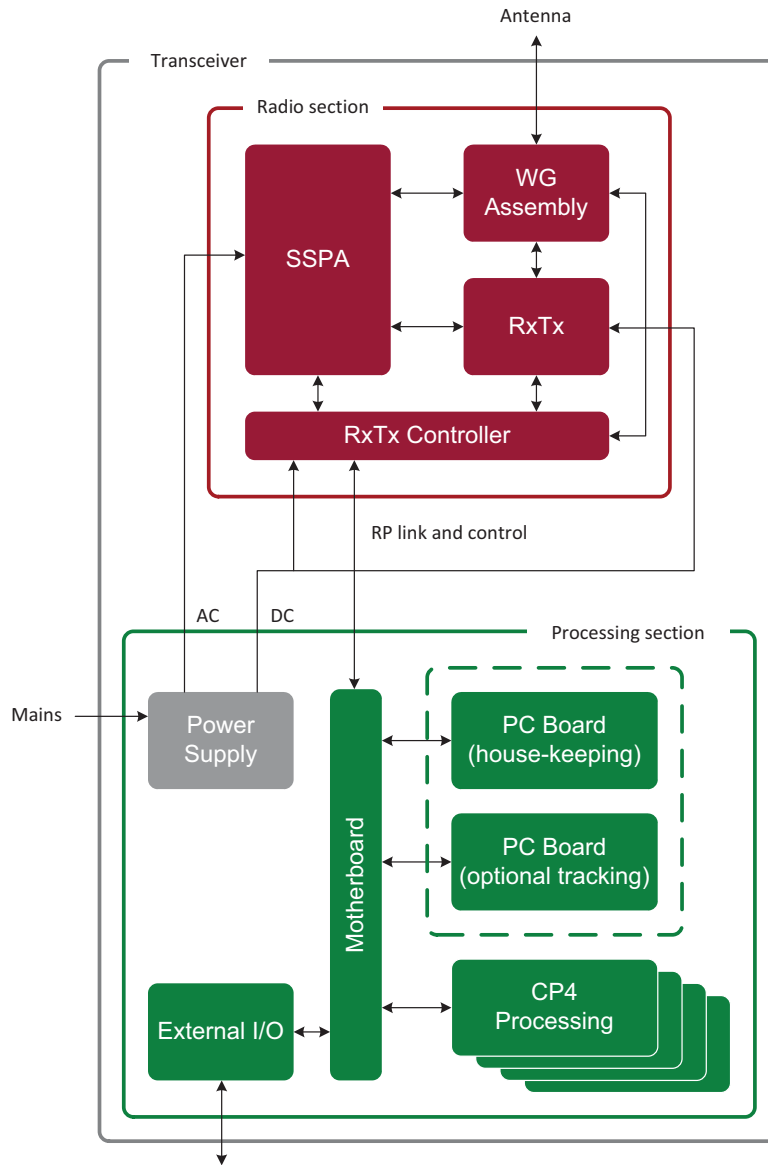 Antenna
Transceiver
Radio section
SSPA
WG
Assembly
RxTx
RxTx Controller
RP link and control
AC
DC
Processing section
Mains
Power
Supply
Motherboard
PC Board
(house-keeping)
PC Board
(optional tracking)
CP4
Processing
External I/O